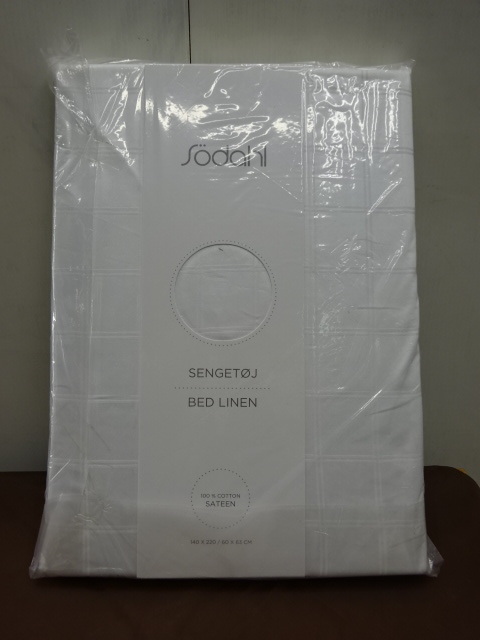 Södahl
SENGETØJ
BED LINEN
100 % COTTON
SATEEN
140 X 200 / 60 X 63 CM